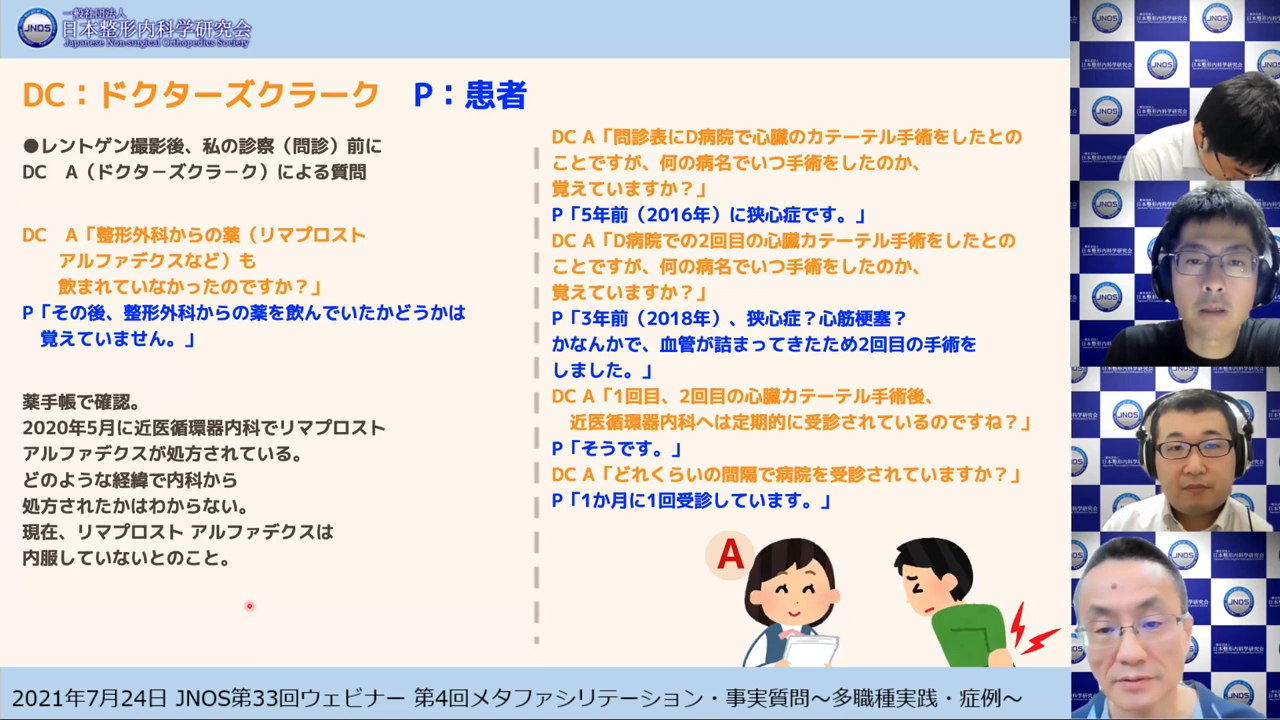 JNOS
一般社団法人
日本整形内科学研究会
Japanese Non-surgical Orthopedics Society
DC：ドクターズクラーク　P：患者
●レントゲン撮影後、私の診察（問診）前に
DC　A（ドクターズクラーク）による質問
DC　A「整形外科からの薬（リマプロスト
アルファデクスなど）も
飲まれていなかったのですか？」
P「その後、整形外科からの薬を飲んでいたかどうかは
覚えていません。」
薬手帳で確認。
2020年5月に近医循環器内科でリマプロスト
アルファデクスが処方されている。
どのような経緯で内科から
処方されたかはわからない。
現在、リマプロスト アルファデクスは
内服していないとのこと。
DC A「問診表にD病院で心臓のカテーテル手術をしたとの
ことですが、何の病名でいつ手術をしたのか、
覚えていますか？」
P「5年前（2016年）に狭心症です。」
DC A「D病院での2回目の心臓カテーテル手術をしたとの
ことですが、何の病名でいつ手術をしたのか、
覚えていますか？」
P「3年前（2018年）、狭心症？心筋梗塞？
かなんかで、血管が詰まってきたため2回目の手術を
しました。」
DC A「1回目、2回目の心臓カテーテル手術後、
近医循環器内科へは定期的に受診されているのですね？」
P「そうです。」
DC A「どれくらいの間隔で病院を受診されていますか？」
P「1か月に1回受診しています。」
A
2021年7月24日 JNOS第33回ウェビナー 第4回メタファシリテーション・事実質問～多職種実践・症例～